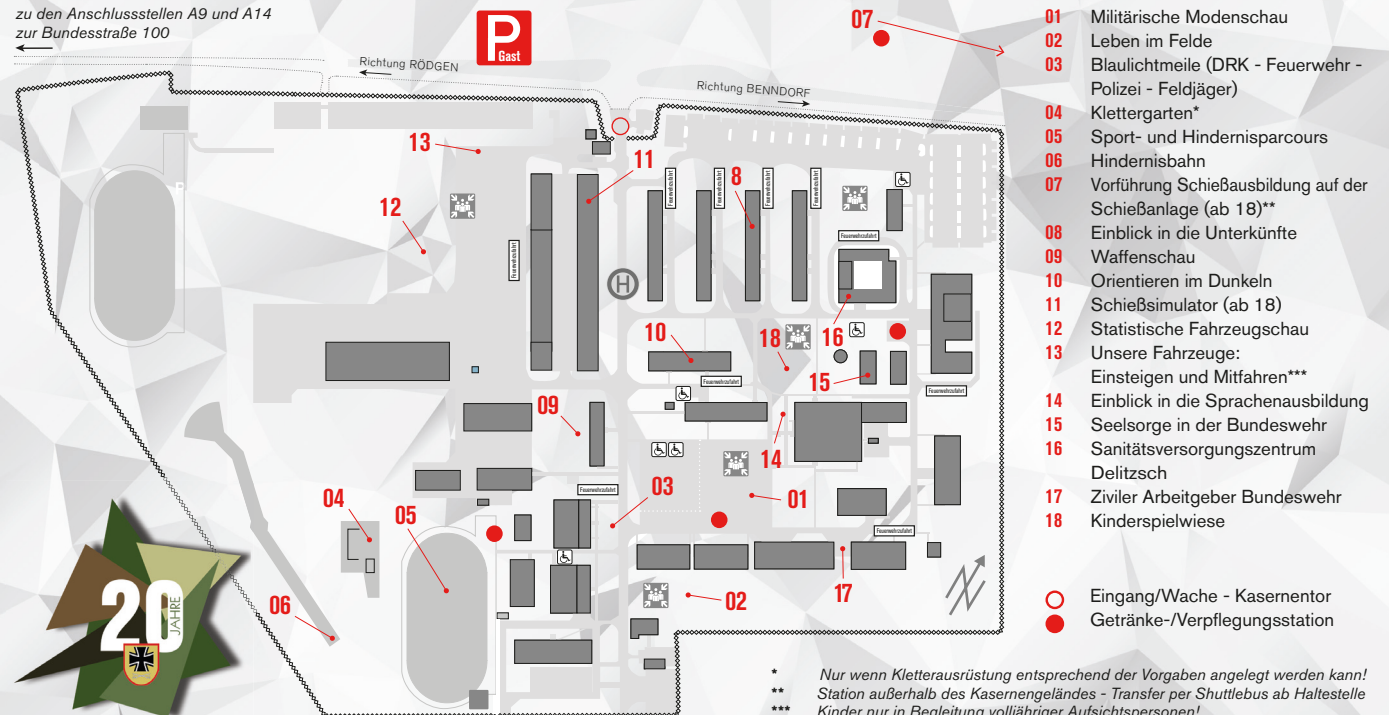 zu den Anschlussstellen A9 und A14
zur Bundesstraße 100
P
Gast
Richtung RÖDGEN
Richtung BENNDORF
07
13
11
8
12
Feuerwehrzufahrt
Feuerwehrzufahrt
Feuerwehrzufahrt
Feuerwehrzufahrt
Feuerwehrzufahrt
Feuerwehrzufahrt
H
P
10
18
16
15
Feuerwehrzufahrt
Feuerwehrzufahrt
09
14
04
05
03
01
Feuerwehrzufahrt
Feuerwehrzufahrt
06
02
17
20
JAHRE
01 Militärische Modenschau
02 Leben im Felde
03 Blaulichtmeile (DRK - Feuerwehr -
Polizei - Feldjäger)
04 Klettergarten*
05 Sport- und Hindernisparcours
06 Hindernisbahn
07 Vorführung Schießausbildung auf der
Schießanlage (ab 18)**
08 Einblick in die Unterkünfte
09 Waffenschau
10 Orientieren im Dunkeln
11 Schießsimulator (ab 18)
12 Statistische Fahrzeugschau
13 Unsere Fahrzeuge:
Einsteigen und Mitfahren***
14 Einblick in die Sprachenausbildung
15 Seelsorge in der Bundeswehr
16 Sanitätsversorgungszentrum
Delitzsch
17 Ziviler Arbeitgeber Bundeswehr
18 Kinderspielwiese
Eingang/Wache - Kasernentor
Getränke-/Verpflegungsstation
* Nur wenn Kletterausrüstung entsprechend der Vorgaben angelegt werden kann!
** Station außerhalb des Kasernengeländes - Transfer per Shuttlebus ab Haltestelle
*** Kinder nur in Begleitung volljähriger Aufsichtspersonen!